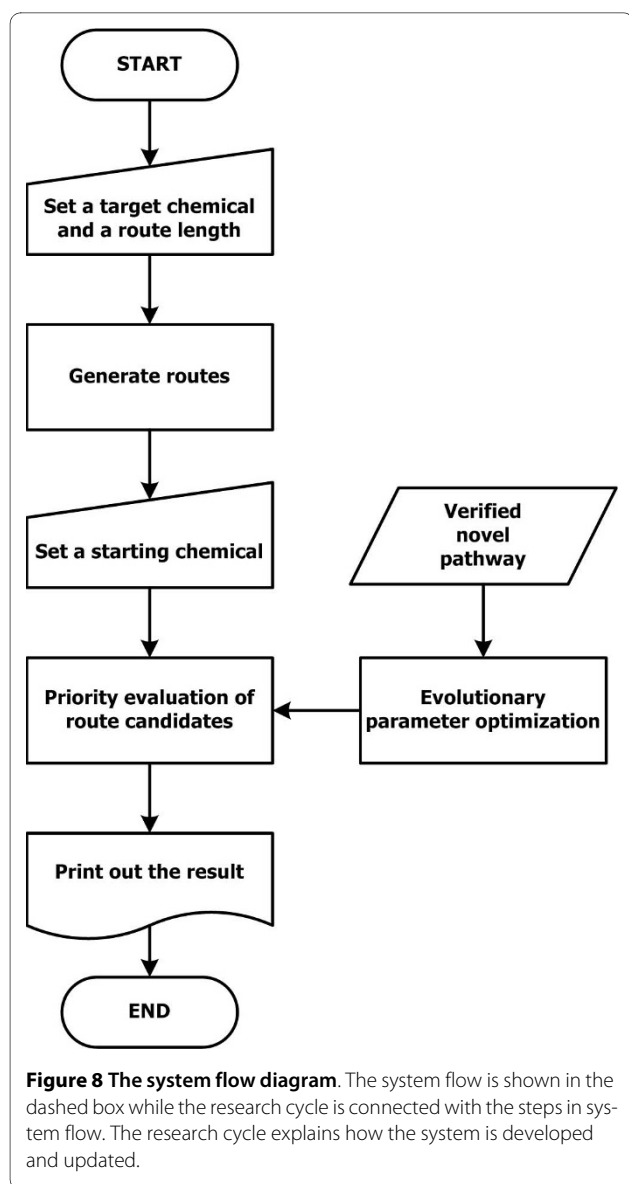 START
Set a target chemical
and a route length
Generate routes
Set a starting chemical
Verified
novel
pathway
Priority evaluation of
route candidates
Evolutionary
parameter optimization
Print out the result
END
Figure 8 The system flow diagram. The system flow is shown in the
dashed box while the research cycle is connected with the steps in sys-
tem flow. The research cycle explains how the system is developed
and updated.